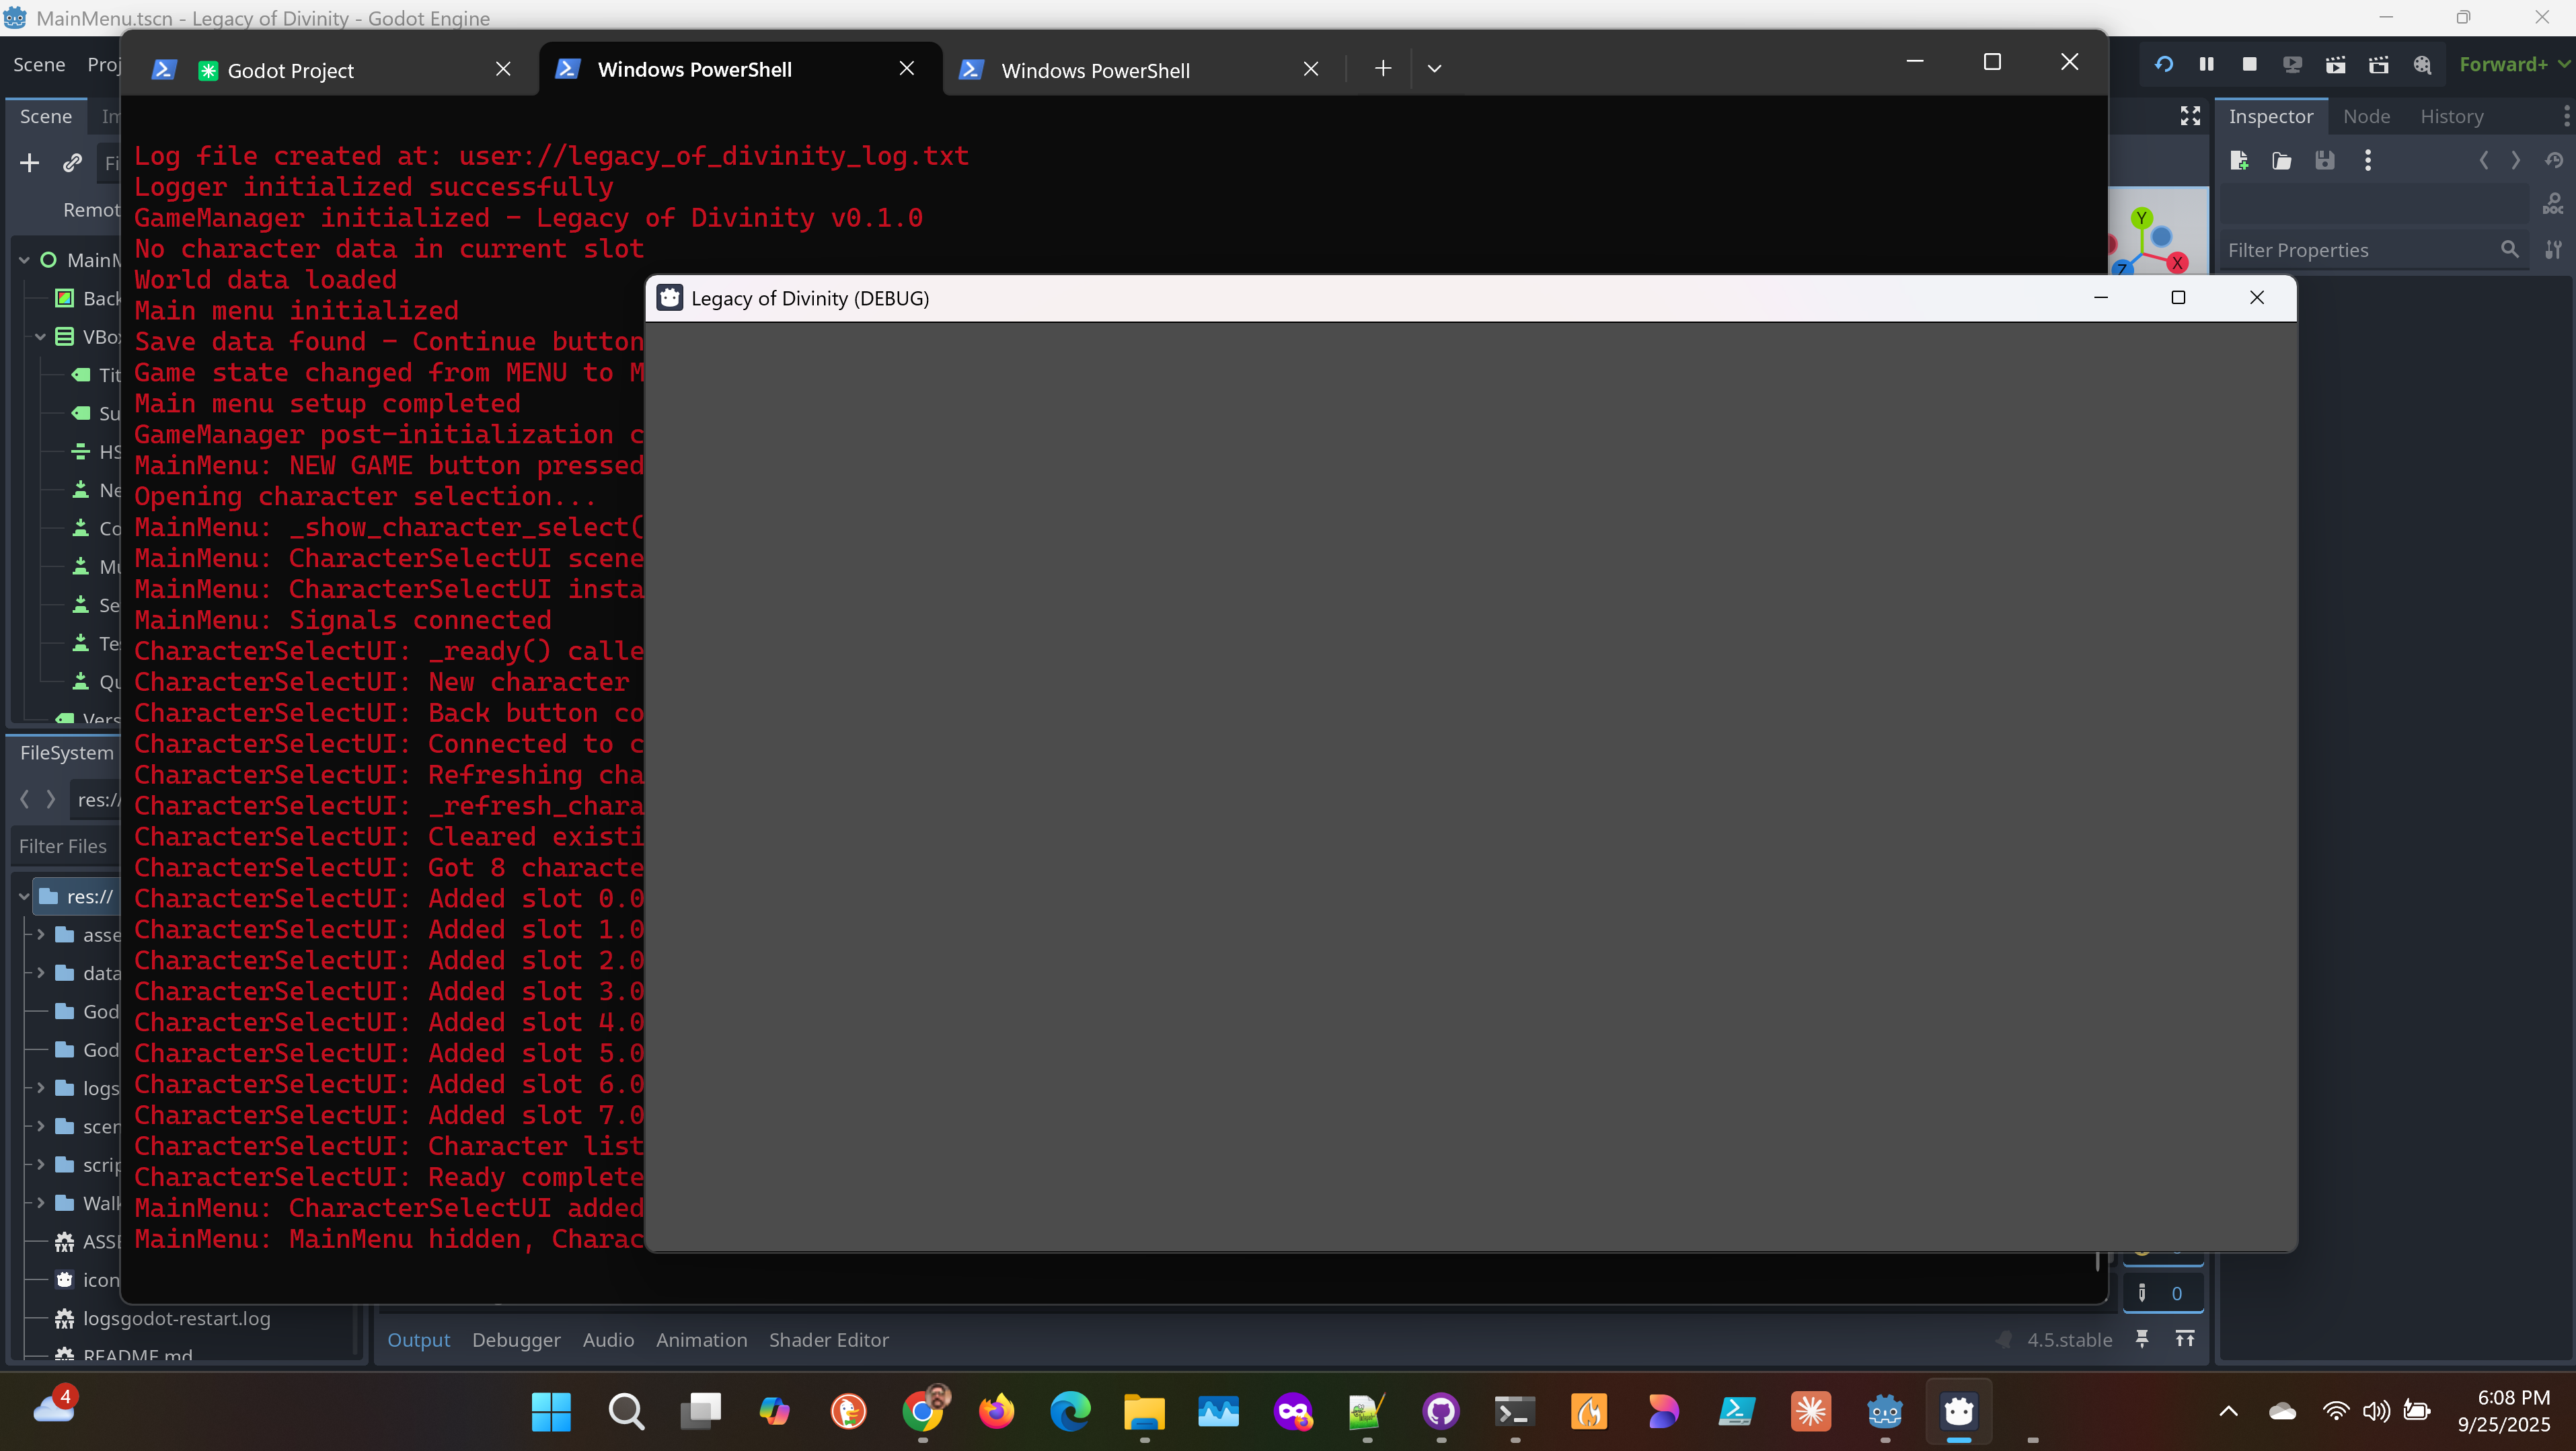 MainMenu.tscn - Legacy of Divinity - Godot Engine
Scene
Godot Project
Windows PowerShell
Windows PowerShell
Forward+
Scene
Inspector
Node
History
Filter Properties
DOC
Y
X
Z
Log file created at: user://legacy_of_divinity_log.txt
Logger initialized successfully
GameManager initialized - Legacy of Divinity v0.1.0
No character data in current slot
World data loaded
Main menu initialized
Save data found - Continue button
Game state changed from MENU to M
Main menu setup completed
GameManager post-initialization c
MainMenu: NEW GAME button pressed
Opening character selection...
MainMenu: _show_character_select(
MainMenu: CharacterSelectUI scene
MainMenu: CharacterSelectUI insta
MainMenu: Signals connected
CharacterSelectUI: _ready() calle
CharacterSelectUI: New character
CharacterSelectUI: Back button co
CharacterSelectUI: Connected to c
CharacterSelectUI: Refreshing cha
CharacterSelectUI: _refresh_chara
CharacterSelectUI: Cleared existi
CharacterSelectUI: Got 8 characte
CharacterSelectUI: Added slot 0.0
CharacterSelectUI: Added slot 1.0
CharacterSelectUI: Added slot 2.0
CharacterSelectUI: Added slot 3.0
CharacterSelectUI: Added slot 4.0
CharacterSelectUI: Added slot 5.0
CharacterSelectUI: Added slot 6.0
CharacterSelectUI: Added slot 7.0
CharacterSelectUI: Character list
CharacterSelectUI: Ready complete
MainMenu: CharacterSelectUI added
MainMenu: MainMenu hidden, Charac
Legacy of Divinity (DEBUG)
Remot
MainM
Back
VBox
Tit
Su
HS
Ne
Co
Mu
Se
Te
Qu
Vers
FileSystem
res://
Filter Files
res://
asse
data
God
God
logs
scen
scrip
Walk
ASSE
icon
logsgodot-restart.log
README.md
Output
Debugger
Audio
Animation
Shader Editor
0
4.5.stable
4
6:08 PM
9/25/2025